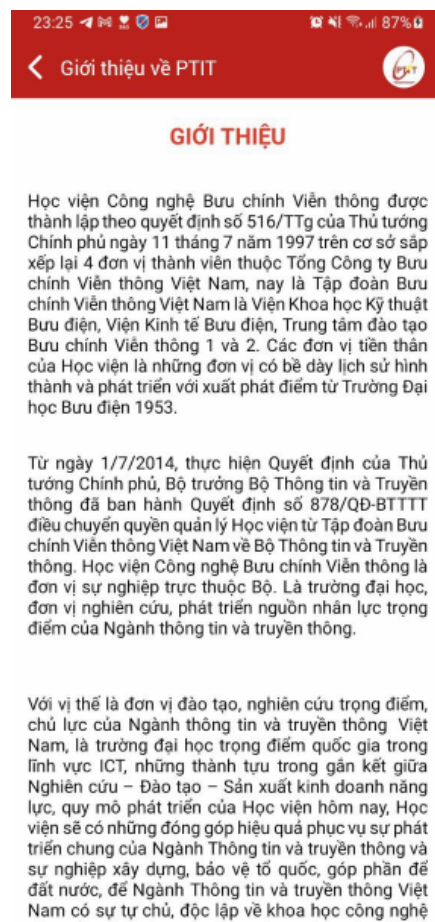 23:25
87%
Giới thiệu về PTIT
PTIT
GIỚI THIỆU
Học viện Công nghệ Bưu chính Viễn thông được
thành lập theo quyết định số 516/TTg của Thủ tướng
Chính phủ ngày 11 tháng 7 năm 1997 trên cơ sở sắp
xếp lại 4 đơn vị thành viên thuộc Tổng Công ty Bưu
chính Viễn thông Việt Nam, nay là Tập đoàn Bưu
chính Viễn thông Việt Nam là Viện Khoa học Kỹ thuật
Bưu điện, Viện Kinh tế Bưu điện, Trung tâm đào tạo
Bưu chính Viễn thông 1 và 2. Các đơn vị tiền thân
của Học viện là những đơn vị có bề dày lịch sử hình
thành và phát triển với xuất phát điểm từ Trường Đại
học Bưu điện 1953.
Từ ngày 1/7/2014, thực hiện Quyết định của Thủ
tướng Chính phủ, Bộ trưởng Bộ Thông tin và Truyền
thông đã ban hành Quyết định số 878/QĐ-BTTTT
điều chuyển quyền quản lý Học viện từ Tập đoàn Bưu
chính Viễn thông Việt Nam về Bộ Thông tin và Truyền
thông. Học viện Công nghệ Bưu chính Viễn thông là
đơn vị sự nghiệp trực thuộc Bộ. Là trường đại học,
đơn vị nghiên cứu, phát triển nguồn nhân lực trọng
điểm của Ngành thông tin và truyền thông.
Với vị thế là đơn vị đào tạo, nghiên cứu trọng điểm,
chủ lực của Ngành thông tin và truyền thông Việt
Nam, là trường đại học trọng điểm quốc gia trong
lĩnh vực ICT, những thành tựu trong gắn kết giữa
Nghiên cứu – Đào tạo – Sản xuất kinh doanh năng
lực, quy mô phát triển của Học viện hôm nay, Học
viện sẽ có những đóng góp hiệu quả phục vụ sự phát
triển chung của Ngành Thông tin và truyền thông và
sự nghiệp xây dựng, bảo vệ tổ quốc, góp phần để
đất nước, để Ngành Thông tin và truyền thông Việt
Nam có sự tự chủ, độc lập về khoa học công nghệ